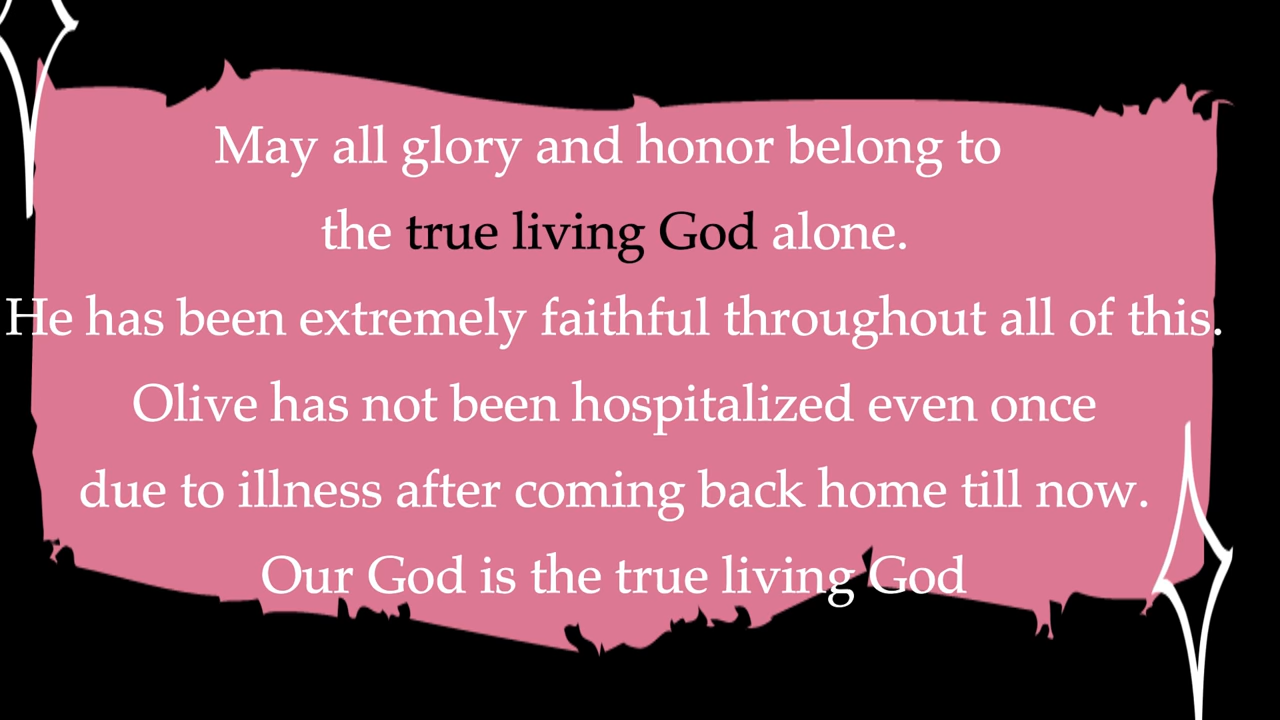 May all glory and honor belong to
the true living God alone.
He has been extremely faithful throughout all of this.
Olive has not been hospitalized even once
due to illness after coming back home till now.
Our God is the true living God